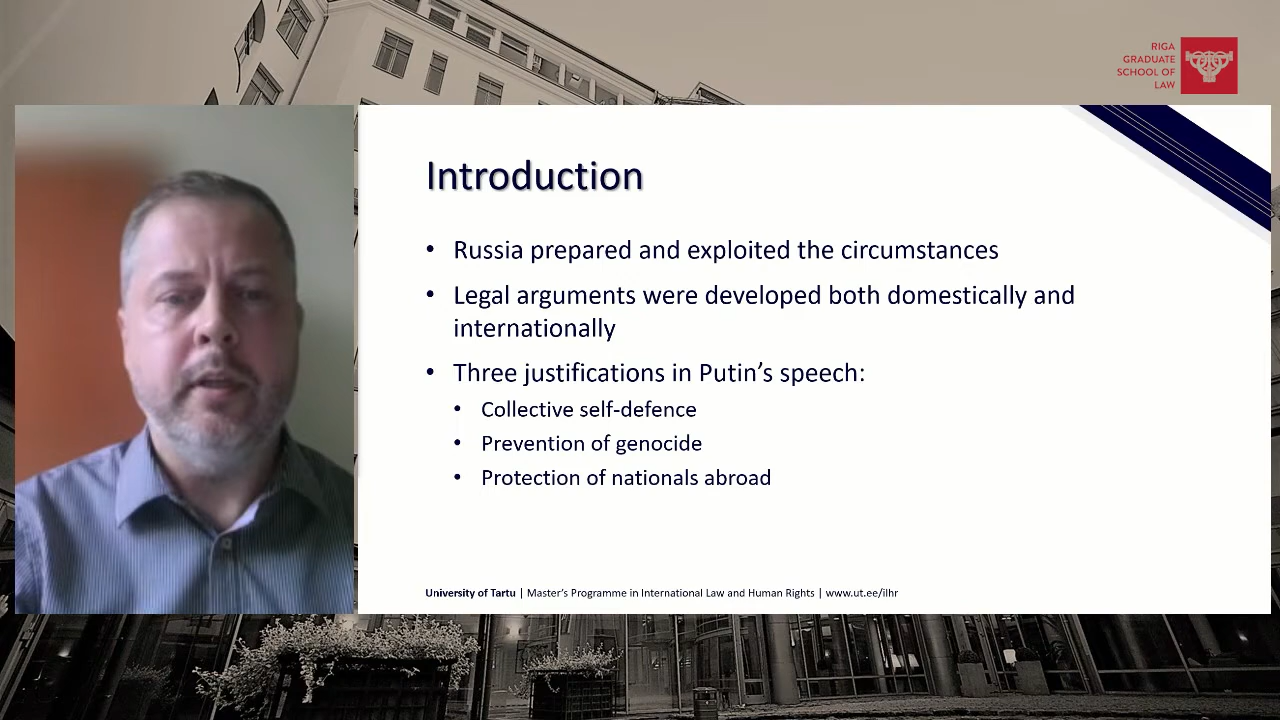 RIGA
GRADUATE
SCHOOL OF
LAW
Introduction
• Russia prepared and exploited the circumstances
• Legal arguments were developed both domestically and
internationally
• Three justifications in Putin’s speech:
• Collective self-defence
• Prevention of genocide
• Protection of nationals abroad
University of Tartu | Master’s Programme in International Law and Human Rights | www.ut.ee/ilhr